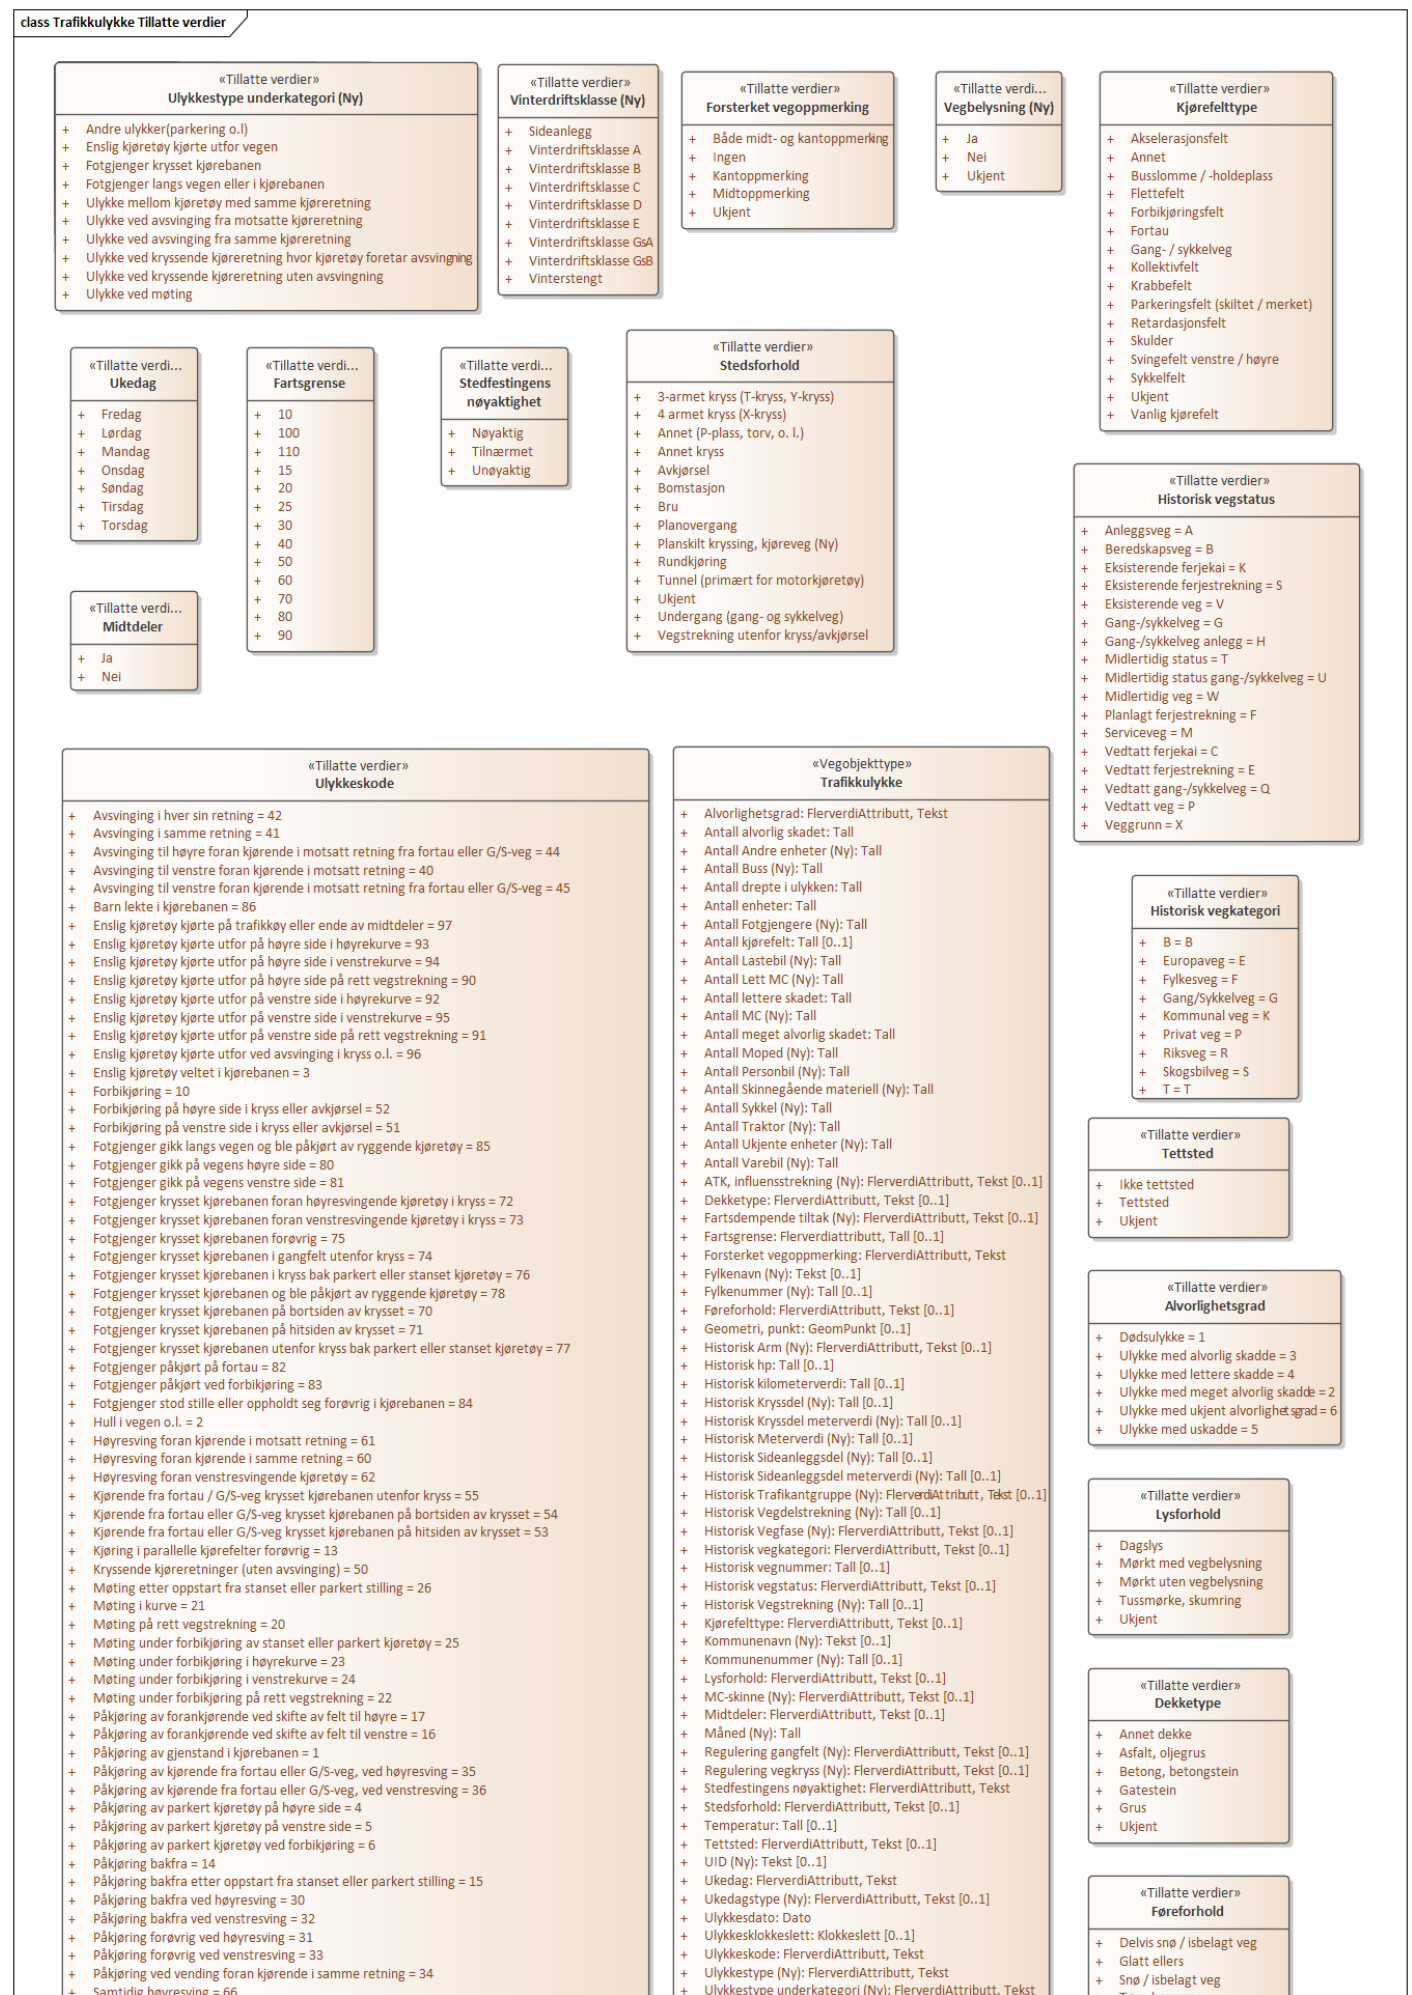 class Trafikkulykke Tillatte verdier
«Tillatte verdier»
Ulykkestype underkategori (Ny)
+ Andre ulykker(parkering o.l)
+ Enslig kjøretøy kjørte utfor vegen
+ Fotgjenger krysset kjørebanen
+ Fotgjenger langs vegen eller i kjørebanen
+ Ulykke mellom kjøretøy med samme kjøreretning
+ Ulykke ved avsvinging fra motsatte kjøreretning
+ Ulykke ved avsvinging fra samme kjøreretning
+ Ulykke ved kryssende kjøreretning hvor kjøretøy foretar avsvingning
+ Ulykke ved kryssende kjøreretning uten avsvingning
+ Ulykke ved møting
«Tillatte verdier»
Vinterdriftsklasse (Ny)
+ Sideanlegg
+ Vinterdriftsklasse A
+ Vinterdriftsklasse B
+ Vinterdriftsklasse C
+ Vinterdriftsklasse D
+ Vinterdriftsklasse E
+ Vinterdriftsklasse GsA
+ Vinterdriftsklasse GsB
+ Vinterstengt
«Tillatte verdier»
Forsterket vegoppmerking
+ Både midt- og kantoppmerking
+ Ingen
+ Kantoppmerking
+ Midtoppmerking
+ Ukjent
«Tillatte verdi...
Vegbelysning (Ny)
+ Ja
+ Nei
+ Ukjent
«Tillatte verdier»
Kjørefelttype
+ Akselerasjonsfelt
+ Annet
+ Busslomme / -holdeplass
+ Flettefelt
+ Forbikjøringsfelt
+ Fortau
+ Gang- / sykkelveg
+ Kollektivfelt
+ Krabbefelt
+ Parkeringsfelt (skiltet / merket)
+ Retardasjonsfelt
+ Skulder
+ Svingefelt venstre / høyre
+ Sykkelfelt
+ Ukjent
+ Vanlig kjørefelt
«Tillatte verdi...
Ukedag
+ Fredag
+ Lørdag
+ Mandag
+ Onsdag
+ Søndag
+ Tirsdag
+ Torsdag
«Tillatte verdi...
Fartsgrense
+ 10
+ 100
+ 110
+ 15
+ 20
+ 25
+ 30
+ 40
+ 50
+ 60
+ 70
+ 80
+ 90
«Tillatte verdi...
Stedfestingens
nøyaktighet
+ Nøyaktig
+ Tilnærmet
+ Unøyaktig
«Tillatte verdier»
Stedsforhold
+ 3-armet kryss (T-kryss, Y-kryss)
+ 4 armet kryss (X-kryss)
+ Annet (P-plass, torv, o. l.)
+ Annet kryss
+ Avkjørsel
+ Bomstasjon
+ Bru
+ Planovergang
+ Planskilt kryssing, kjøreveg (Ny)
+ Rundkjøring
+ Tunnel (primært for motorkjøretøy)
+ Ukjent
+ Undergang (gang- og sykkelveg)
+ Vegstrekning utenfor kryss/avkjørsel
«Tillatte verdier»
Historisk vegstatus
+ Anleggsveg = A
+ Beredskapsveg = B
+ Eksisterende ferjekai = K
+ Eksisterende ferjestrekning = S
+ Eksisterende veg = V
+ Gang-/sykkelveg = G
+ Gang-/sykkelveg anlegg = H
+ Midlertidig status = T
+ Midlertidig status gang-/sykkelveg = U
+ Midlertidig veg = W
+ Planlagt ferjestrekning = F
+ Serviceveg = M
+ Vedtatt ferjekai = C
+ Vedtatt ferjestrekning = E
+ Vedtatt gang-/sykkelveg = Q
+ Vedtatt veg = P
+ Veggrunn = X
«Tillatte verdi...
Midtdeler
+ Ja
+ Nei
«Tillatte verdier»
Ulykkeskode
+ Avsvinging i hver sin retning = 42
+ Avsvinging i samme retning = 41
+ Avsvinging til høyre foran kjørende i motsatt retning fra fortau eller G/S-veg = 44
+ Avsvinging til venstre foran kjørende i motsatt retning = 40
+ Avsvinging til venstre foran kjørende i motsatt retning fra fortau eller G/S-veg = 45
+ Barn lekte i kjørebanen = 86
+ Enslig kjøretøy kjørte på trafikkøy eller ende av midtdeler = 97
+ Enslig kjøretøy kjørte utfor på høyre side i høyrekurve = 93
+ Enslig kjøretøy kjørte utfor på høyre side i venstrekurve = 94
+ Enslig kjøretøy kjørte utfor på høyre side på rett vegstrekning = 90
+ Enslig kjøretøy kjørte utfor på venstre side i høyrekurve = 92
+ Enslig kjøretøy kjørte utfor på venstre side i venstrekurve = 95
+ Enslig kjøretøy kjørte utfor på venstre side på rett vegstrekning = 91
+ Enslig kjøretøy kjørte utfor ved avsvinging i kryss o.l. = 96
+ Enslig kjøretøy veltet i kjørebanen = 3
+ Forbikjøring = 10
+ Forbikjøring på høyre side i kryss eller avkjørsel = 52
+ Forbikjøring på venstre side i kryss eller avkjørsel = 51
+ Fotgjenger gikk langs vegen og ble påkjørt av ryggende kjøretøy = 85
+ Fotgjenger gikk på vegens høyre side = 80
+ Fotgjenger gikk på vegens venstre side = 81
+ Fotgjenger krysset kjørebanen foran høyresvingende kjøretøy i kryss = 72
+ Fotgjenger krysset kjørebanen foran venstresvingende kjøretøy i kryss = 73
+ Fotgjenger krysset kjørebanen forøvrig = 75
+ Fotgjenger krysset kjørebanen i gangfelt utenfor kryss = 74
+ Fotgjenger krysset kjørebanen i kryss bak parkert eller stanset kjøretøy = 76
+ Fotgjenger krysset kjørebanen og ble påkjørt av ryggende kjøretøy = 78
+ Fotgjenger krysset kjørebanen på bortsiden av krysset = 70
+ Fotgjenger krysset kjørebanen på hitsiden av krysset = 71
+ Fotgjenger krysset kjørebanen utenfor kryss bak parkert eller stanset kjøretøy = 77
+ Fotgjenger påkjørt på fortau = 82
+ Fotgjenger påkjørt ved forbikjøring = 83
+ Fotgjenger stod stille eller oppholdt seg forøvrig i kjørebanen = 84
+ Hull i vegen o.l. = 2
+ Høyresving foran kjørende i motsatt retning = 61
+ Høyresving foran kjørende i samme retning = 60
+ Høyresving foran venstresvingende kjøretøy = 62
+ Kjørende fra fortau / G/S-veg krysset kjørebanen utenfor kryss = 55
+ Kjørende fra fortau eller G/S-veg krysset kjørebanen på bortsiden av krysset = 54
+ Kjørende fra fortau eller G/S-veg krysset kjørebanen på hitsiden av krysset = 53
+ Kjøring i parallelle kjørefelter forøvrig = 13
+ Kryssende kjøreretninger (uten avsvinging) = 50
+ Møting etter oppstart fra stanset eller parkert stilling = 26
+ Møting i kurve = 21
+ Møting på rett vegstrekning = 20
+ Møting under forbikjøring av stanset eller parkert kjøretøy = 25
+ Møting under forbikjøring i høyrekurve = 23
+ Møting under forbikjøring i venstrekurve = 24
+ Møting under forbikjøring på rett vegstrekning = 22
+ Påkjøring av forankjørende ved skifte av felt til høyre = 17
+ Påkjøring av forankjørende ved skifte av felt til venstre = 16
+ Påkjøring av gjenstand i kjørebanen = 1
+ Påkjøring av kjørende fra fortau eller G/S-veg, ved høyresving = 35
+ Påkjøring av kjørende fra fortau eller G/S-veg, ved venstresving = 36
+ Påkjøring av parkert kjøretøy på høyre side = 4
+ Påkjøring av parkert kjøretøy på venstre side = 5
+ Påkjøring av parkert kjøretøy ved forbikjøring = 6
+ Påkjøring bakfra = 14
+ Påkjøring bakfra etter oppstart fra stanset eller parkert stilling = 15
+ Påkjøring bakfra ved høyresving = 30
+ Påkjøring bakfra ved venstresving = 32
+ Påkjøring forøvrig ved høyresving = 31
+ Påkjøring forøvrig ved venstresving = 33
+ Påkjøring ved vending foran kjørende i samme retning = 34
+ Samtidig høyresving = 66
«Vegobjekttype»
Trafikkulykke
+ Alvorlighetsgrad: FlerverdiAttributt, Tekst
+ Antall alvorlig skadet: Tall
+ Antall Andre enheter (Ny): Tall
+ Antall Buss (Ny): Tall
+ Antall drepte i ulykken: Tall
+ Antall enheter: Tall
+ Antall Fotgjengere (Ny): Tall
+ Antall kjørefelt: Tall [0..1]
+ Antall Lastebil (Ny): Tall
+ Antall Lett MC (Ny): Tall
+ Antall lettere skadet: Tall
+ Antall MC (Ny): Tall
+ Antall meget alvorlig skadet: Tall
+ Antall Moped (Ny): Tall
+ Antall Personbil (Ny): Tall
+ Antall Skinnegående materiell (Ny): Tall
+ Antall Sykkel (Ny): Tall
+ Antall Traktor (Ny): Tall
+ Antall Ukjente enheter (Ny): Tall
+ Antall Varebil (Ny): Tall
+ ATK, influensstrekning (Ny): FlerverdiAttributt, Tekst [0..1]
+ Dekketype: FlerverdiAttributt, Tekst [0..1]
+ Fartsdempende tiltak (Ny): FlerverdiAttributt, Tekst [0..1]
+ Fartsgrense: Flerverdiattributt, Tall [0..1]
+ Forsterket vegoppmerking: FlerverdiAttributt, Tekst
+ Fylkenavn (Ny): Tekst [0..1]
+ Fylkenummer (Ny): Tall [0..1]
+ Føreforhold: FlerverdiAttributt, Tekst [0..1]
+ Geometri, punkt: GeomPunkt [0..1]
+ Historisk Arm (Ny): FlerverdiAttributt, Tekst [0..1]
+ Historisk hp: Tall [0..1]
+ Historisk kilometerverdi: Tall [0..1]
+ Historisk Kryssdel (Ny): Tall [0..1]
+ Historisk Kryssdel meterverdi (Ny): Tall [0..1]
+ Historisk Meterverdi (Ny): Tall [0..1]
+ Historisk Sideanleggsdel (Ny): Tall [0..1]
+ Historisk Sideanleggsdel meterverdi (Ny): Tall [0..1]
+ Historisk Trafikantgruppe (Ny): FlerverdiAttributt, Tekst [0..1]
+ Historisk Vegdelstrekning (Ny): Tall [0..1]
+ Historisk Vegfase (Ny): FlerverdiAttributt, Tekst [0..1]
+ Historisk vegkategori: FlerverdiAttributt, Tekst [0..1]
+ Historisk vegnummer: Tall [0..1]
+ Historisk vegstatus: FlerverdiAttributt, Tekst [0..1]
+ Historisk Vegstrekning (Ny): Tall [0..1]
+ Kjørefelttype: FlerverdiAttributt, Tekst [0..1]
+ Kommunenavn (Ny): Tekst [0..1]
+ Kommunenummer (Ny): Tall [0..1]
+ Lysforhold: FlerverdiAttributt, Tekst [0..1]
+ MC-skinne (Ny): FlerverdiAttributt, Tekst [0..1]
+ Midtdeler: FlerverdiAttributt, Tekst [0..1]
+ Måned (Ny): Tall
+ Regulering gangfelt (Ny): FlerverdiAttributt, Tekst [0..1]
+ Regulering vegkryss (Ny): FlerverdiAttributt, Tekst [0..1]
+ Stedfestingens nøyaktighet: FlerverdiAttributt, Tekst
+ Stedsforhold: FlerverdiAttributt, Tekst [0..1]
+ Temperatur: Tall [0..1]
+ Tettsted: FlerverdiAttributt, Tekst [0..1]
+ UID (Ny): Tekst [0..1]
+ Ukedag: FlerverdiAttributt, Tekst
+ Ukedagstype (Ny): FlerverdiAttributt, Tekst [0..1]
+ Ulykkesdato: Dato
+ Ulykkesklokkeslett: Klokkeslett [0..1]
+ Ulykkeskode: FlerverdiAttributt, Tekst
+ Ulykkestype (Ny): FlerverdiAttributt, Tekst
+ Ulykkestype underkategori (Ny): FlerverdiAttributt, Tekst
«Tillatte verdier»
Historisk vegkategori
+ B = B
+ Europaveg = E
+ Fylkesveg = F
+ Gang/Sykkelveg = G
+ Kommunal veg = K
+ Privat veg = P
+ Riksveg = R
+ Skogsbilveg = S
+ T = T
«Tillatte verdier»
Tettsted
+ Ikke tettsted
+ Tettsted
+ Ukjent
«Tillatte verdier»
Alvorlighetsgrad
+ Dødsulykke = 1
+ Ulykke med alvorlig skadde = 3
+ Ulykke med lettere skadde = 4
+ Ulykke med meget alvorlig skadde = 2
+ Ulykke med ukjent alvorlighetsgrad = 6
+ Ulykke med uskadde = 5
«Tillatte verdier»
Lysforhold
+ Dagslys
+ Mørkt med vegbelysning
+ Mørkt uten vegbelysning
+ Tussmørke, skumring
+ Ukjent
«Tillatte verdier»
Dekketype
+ Annet dekke
+ Asfalt, oljegrus
+ Betong, betongstein
+ Gatestein
+ Grus
+ Ukjent
«Tillatte verdier»
Føreforhold
+ Delvis snø / isbelagt veg
+ Glatt ellers
+ Snø / isbelagt veg